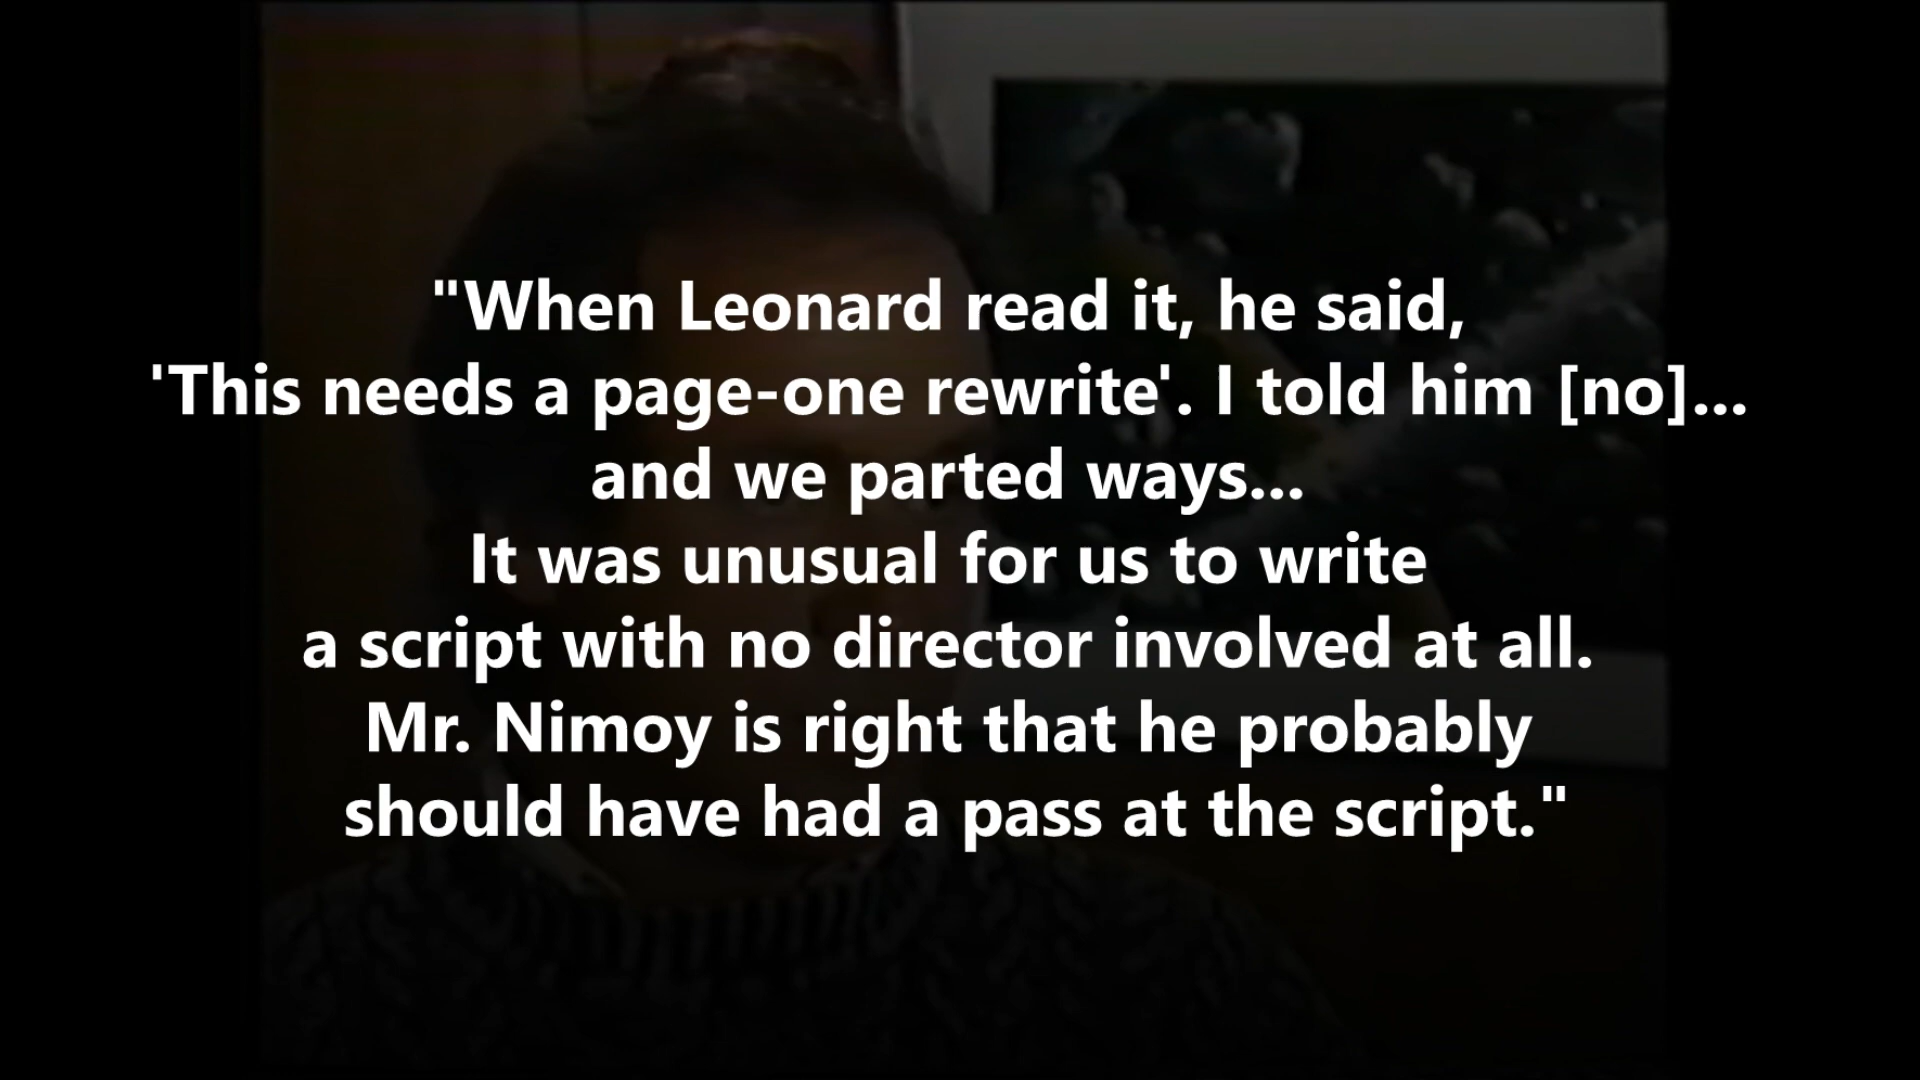 "When Leonard read it, he said,
'This needs a page-one rewrite'. I told him [no]...
and we parted ways...
It was unusual for us to write
a script with no director involved at all.
Mr. Nimoy is right that he probably
should have had a pass at the script."